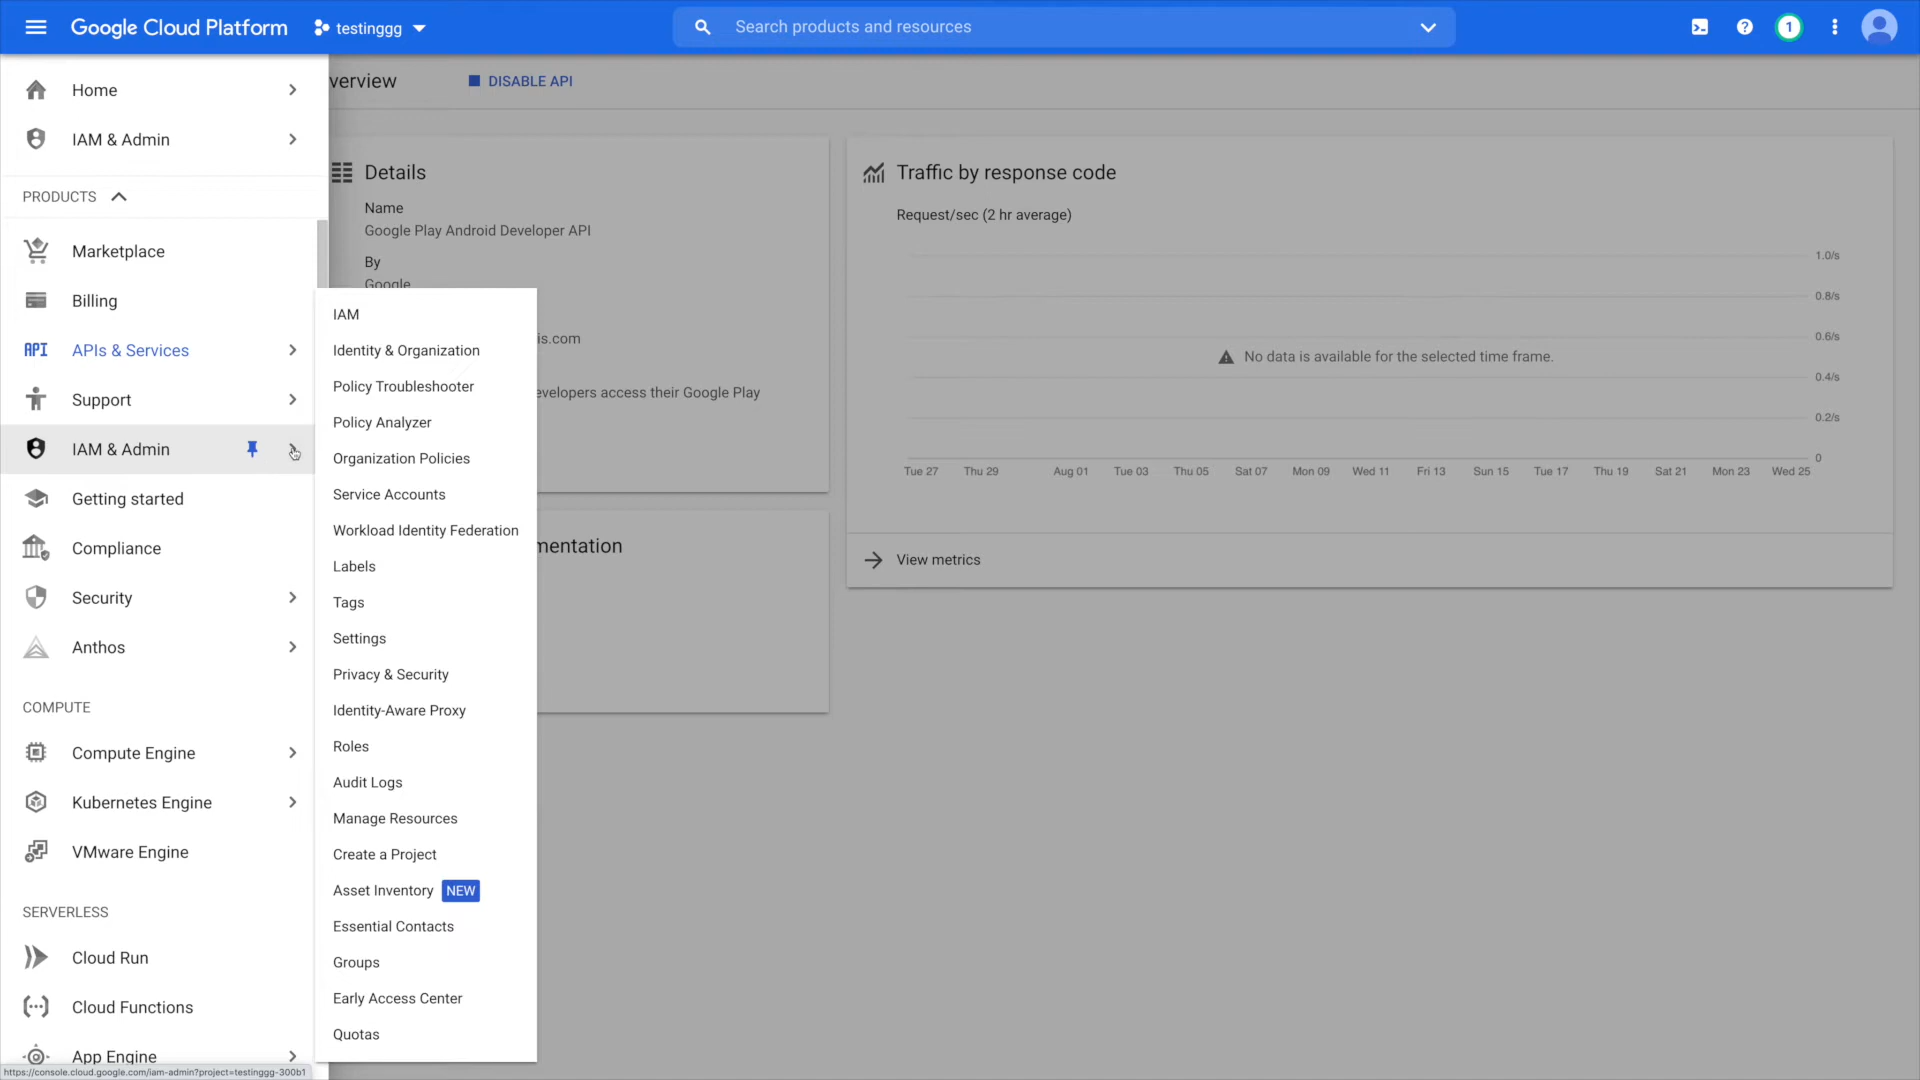 Google Cloud Platform
testinggg
Search products and resources
1
Home
IAM & Admin
PRODUCTS
Marketplace
Billing
API APIs & Services
Support
IAM & Admin
Getting started
Compliance
Security
Anthos
COMPUTE
Compute Engine
Kubernetes Engine
VMware Engine
SERVERLESS
Cloud Run
Cloud Functions
App Engine
https://console.cloud.google.com/iam-admin?project=testinggg-300b1
IAM
Identity & Organization
Policy Troubleshooter
Policy Analyzer
Organization Policies
Service Accounts
Workload Identity Federation
Labels
Tags
Settings
Privacy & Security
Identity-Aware Proxy
Roles
Audit Logs
Manage Resources
Create a Project
Asset Inventory NEW
Essential Contacts
Groups
Early Access Center
Quotas
verview
DISABLE API
Details
Name
Google Play Android Developer API
By
Google
is.com
evelopers access their Google Play
mentation
Traffic by response code
Request/sec (2 hr average)
1.0/s
0.8/s
0.6/s
No data is available for the selected time frame.
0.4/s
0.2/s
0
Tue 27 Thu 29 Aug 01 Tue 03 Thu 05 Sat 07 Mon 09 Wed 11 Fri 13 Sun 15 Tue 17 Thu 19 Sat 21 Mon 23 Wed 25
View metrics